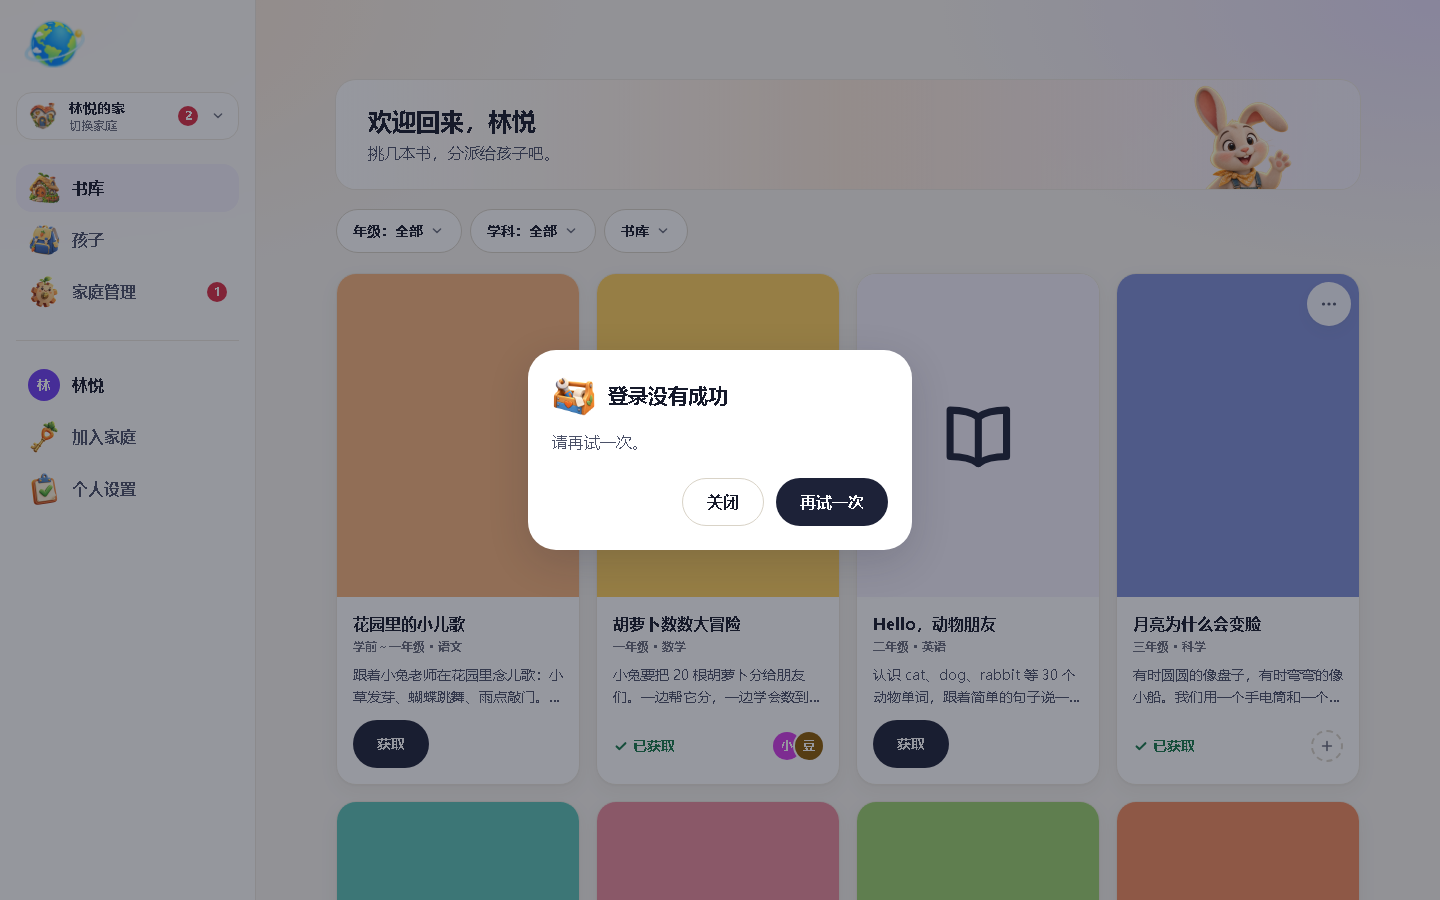 林悦的家
切换家庭
2
书库
孩子
家庭管理
1
林
林悦
加入家庭
个人设置
欢迎回来，林悦
挑几本书，分派给孩子吧。
年级：全部
学科：全部
书库
登录没有成功
请再试一次。
关闭
再试一次
花园里的小儿歌
学前～一年级・语文
跟着小兔老师在花园里念儿歌：小
草发芽、蝴蝶跳舞、雨点敲门。...
获取
胡萝卜数数大冒险
一年级・数学
小兔要把 20 根胡萝卜分给朋友
们。一边帮它分，一边学会数到...
已获取
小
豆
Hello，动物朋友
二年级・英语
认识 cat、dog、rabbit 等 30 个
动物单词，跟着简单的句子说一...
获取
月亮为什么会变脸
三年级・科学
有时圆圆的像盘子，有时弯弯的像
小船。我们用一个手电筒和一个...
已获取